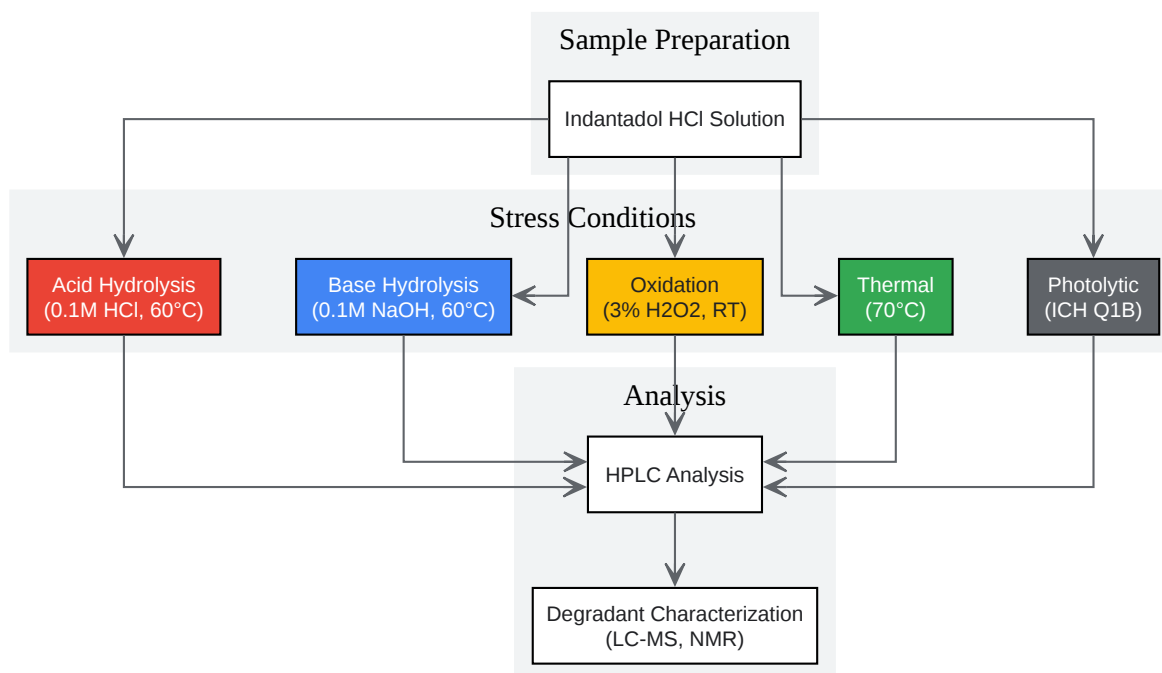 Sample Preparation
Indantadol HCl Solution
Stress Conditions
Acid Hydrolysis
(0.1M HCl, 60°C)
Base Hydrolysis
(0.1M NaOH, 60°C)
Oxidation
(3% H2O2, RT)
Thermal
(70°C)
Photolytic
(ICH Q1B)
Analysis
HPLC Analysis
Degradant Characterization
(LC-MS, NMR)